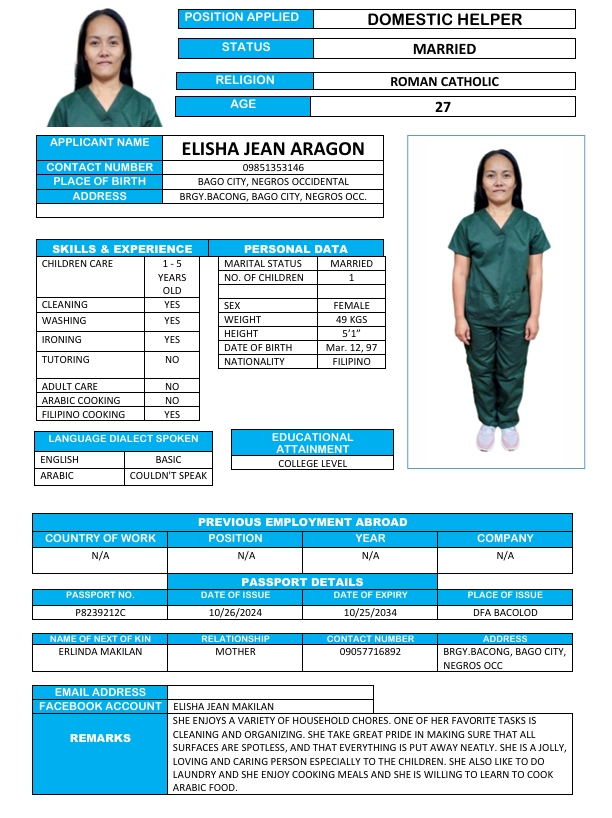 POSITION APPLIED DOMESTIC HELPER
STATUS MARRIED
RELIGION ROMAN CATHOLIC
AGE 27
APPLICANT NAME ELISHA JEAN ARAGON
CONTACT NUMBER 09851353146
PLACE OF BIRTH BAGO CITY, NEGROS OCCIDENTAL
ADDRESS BRGY.BACONG, BAGO CITY, NEGROS OCC.
SKILLS & EXPERIENCE
CHILDREN CARE 1 - 5
YEARS
OLD
CLEANING YES
WASHING YES
IRONING YES
TUTORING NO
ADULT CARE NO
ARABIC COOKING NO
FILIPINO COOKING YES
PERSONAL DATA
MARITAL STATUS MARRIED
NO. OF CHILDREN 1
SEX FEMALE
WEIGHT 49 KGS
HEIGHT 5’1”
DATE OF BIRTH Mar. 12, 97
NATIONALITY FILIPINO
LANGUAGE DIALECT SPOKEN
ENGLISH BASIC
ARABIC COULDN'T SPEAK
EDUCATIONAL
ATTAINMENT
COLLEGE LEVEL
PREVIOUS EMPLOYMENT ABROAD
COUNTRY OF WORK POSITION YEAR COMPANY
N/A N/A N/A N/A
PASSPORT DETAILS
PASSPORT NO. DATE OF ISSUE DATE OF EXPIRY PLACE OF ISSUE
P8239212C 10/26/2024 10/25/2034 DFA BACOLOD
NAME OF NEXT OF KIN RELATIONSHIP CONTACT NUMBER ADDRESS
ERLINDA MAKILAN MOTHER 09057716892 BRGY.BACONG, BAGO CITY,
NEGROS OCC
EMAIL ADDRESS
FACEBOOK ACCOUNT ELISHA JEAN MAKILAN
REMARKS
SHE ENJOYS A VARIETY OF HOUSEHOLD CHORES. ONE OF HER FAVORITE TASKS IS
CLEANING AND ORGANIZING. SHE TAKE GREAT PRIDE IN MAKING SURE THAT ALL
SURFACES ARE SPOTLESS, AND THAT EVERYTHING IS PUT AWAY NEATLY. SHE IS A JOLLY,
LOVING AND CARING PERSON ESPECIALLY TO THE CHILDREN. SHE ALSO LIKE TO DO
LAUNDRY AND SHE ENJOY COOKING MEALS AND SHE IS WILLING TO LEARN TO COOK
ARABIC FOOD.